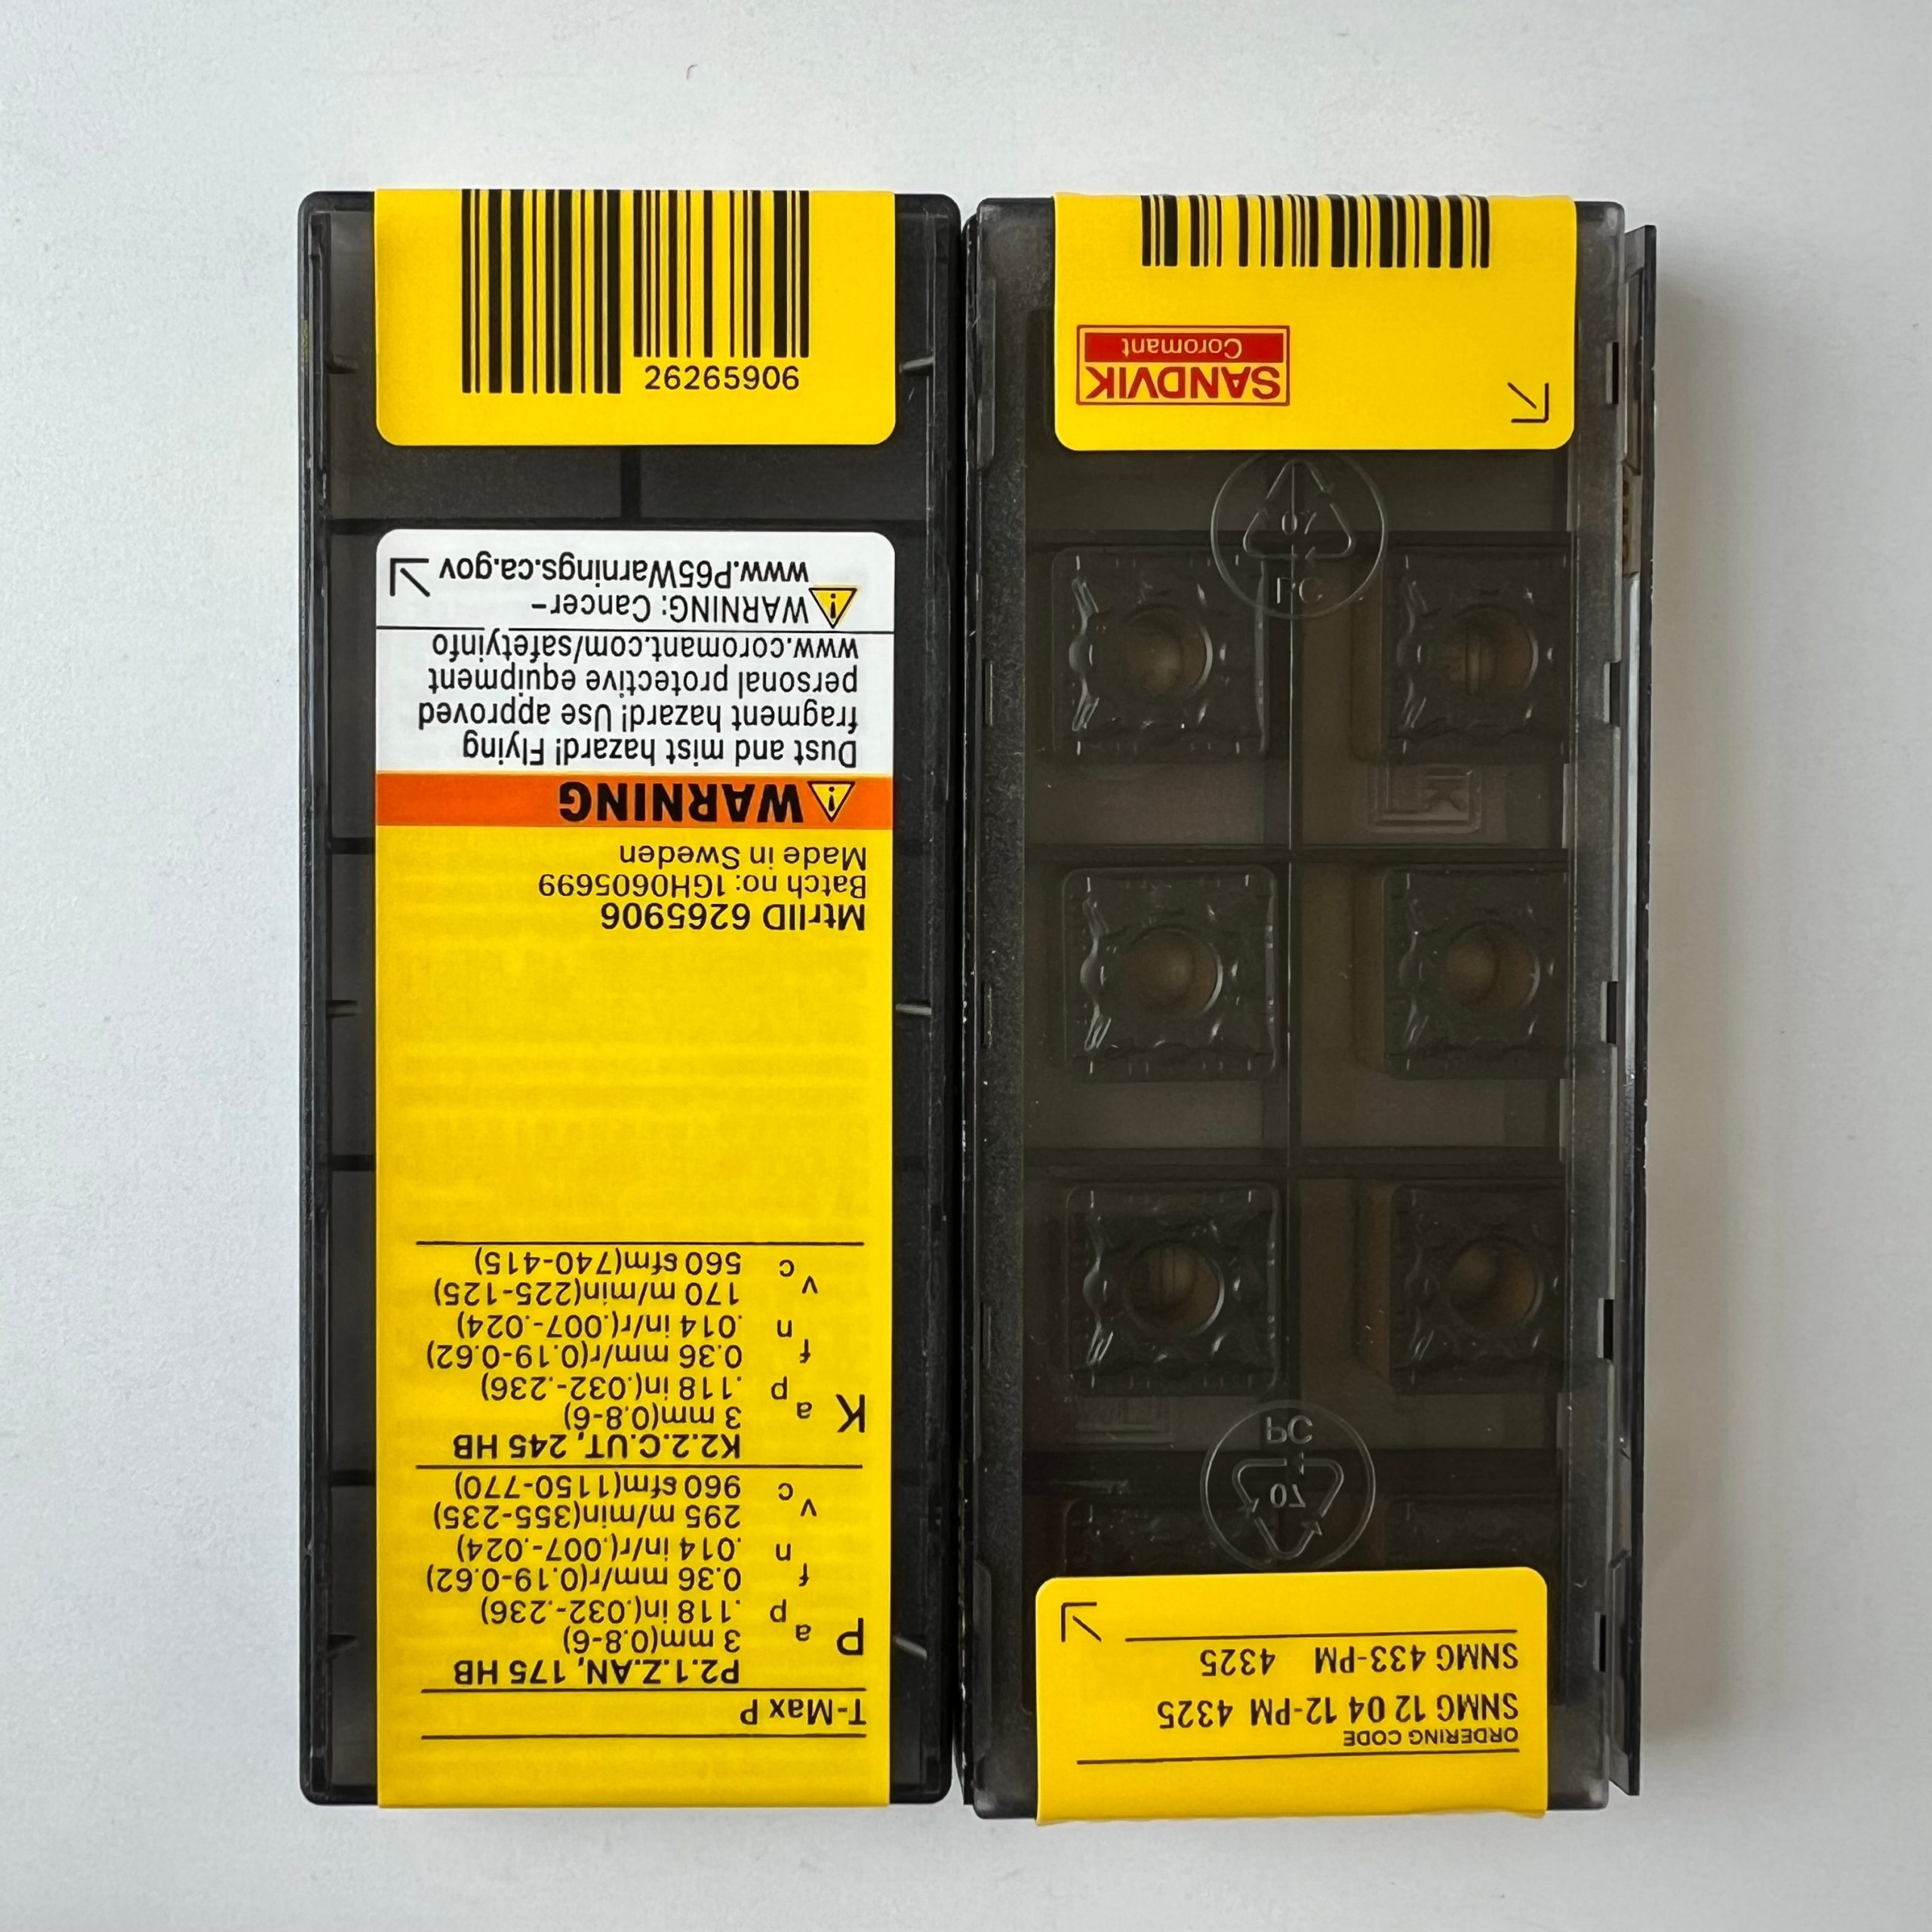 26265906
www.P65Warnings.ca.gov
WARNING: Cancer-
www.coromant.com/safetyinfo
personal protective equipment
fragment hazard! Use approved
Dust and mist hazard! Flying
WARNING
Made in Sweden
Batch no: 1GH0605699
MtrlID 6265906
T-Max P
P2.1.Z.AN, 175 HB
P
ap 3 mm(0.8-6)
.118 in(.032-.236)
fn 0.36 mm/r(0.19-0.62)
.014 in/r(.007-.024)
vc 295 m/min(355-235)
960 sfm(1150-770)
K2.2.C.UT, 245 HB
K
ap 3 mm(0.8-6)
.118 in(.032-.236)
fn 0.36 mm/r(0.19-0.62)
.014 in/r(.007-.024)
vc 170 m/min(225-125)
560 sfm(740-415)
SANDVIK
Coromant
07
PC
PC
07
ORDERING CODE
SNMG 12 04 12-PM 4325
SNMG 433-PM 4325